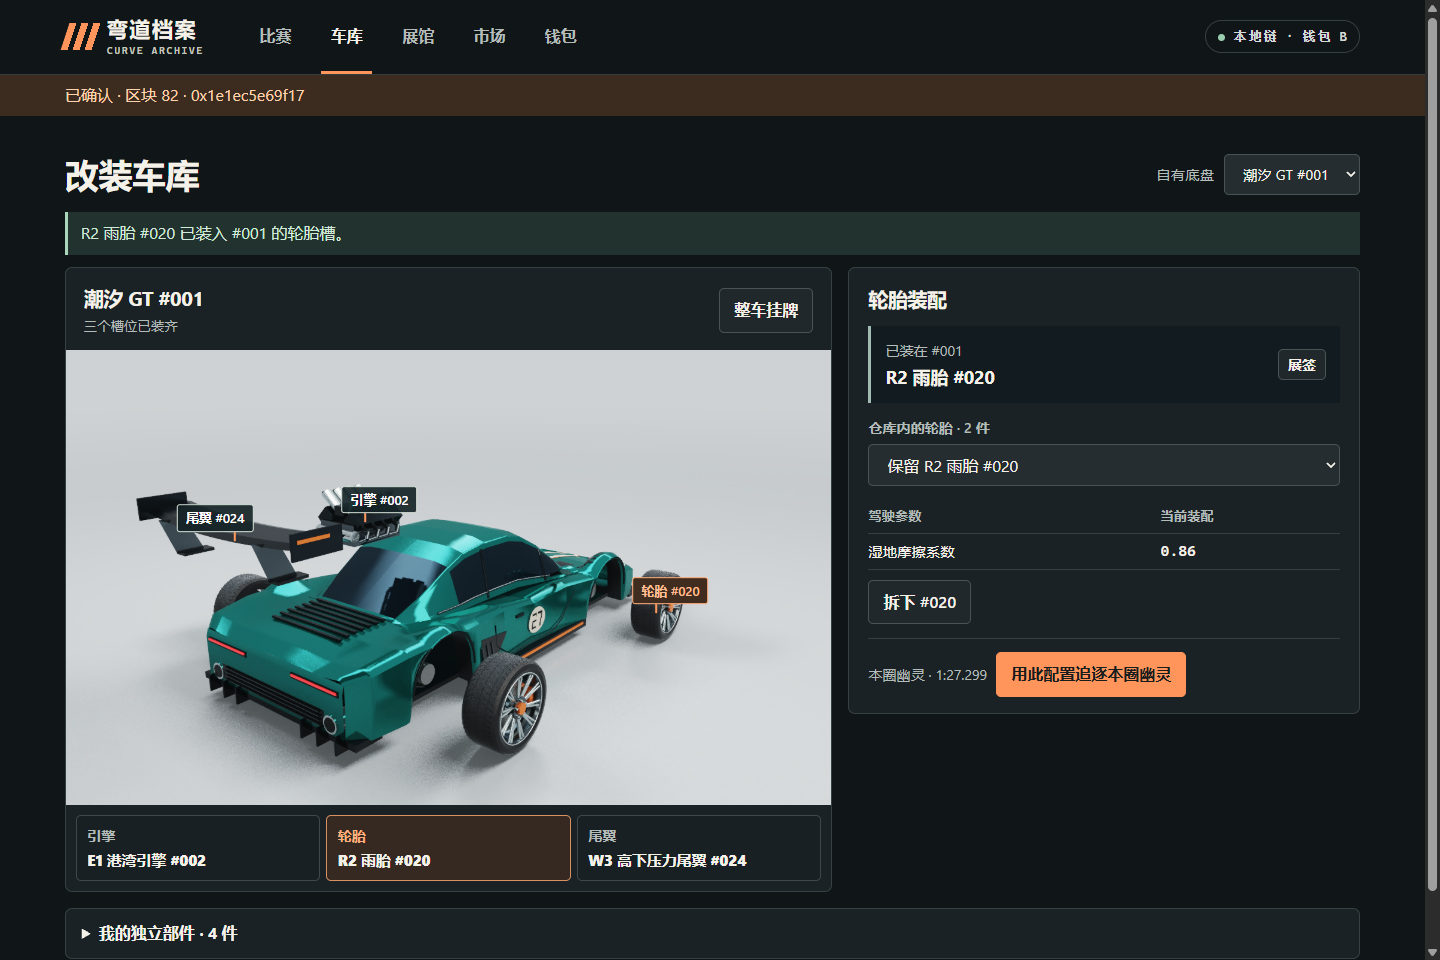 弯道档案
CURVE ARCHIVE
比赛
车库
展馆
市场
钱包
本地链 · 钱包 B
已确认 · 区块 82 · 0x1e1ec5e69f17
改装车库
自有底盘
潮汐 GT #001
R2 雨胎 #020 已装入 #001 的轮胎槽。
潮汐 GT #001
三个槽位已装齐
整车挂牌
尾翼 #024
引擎 #002
轮胎 #020
27
引擎
E1 港湾引擎 #002
轮胎
R2 雨胎 #020
尾翼
W3 高下压力尾翼 #024
轮胎装配
已装在 #001
R2 雨胎 #020
展签
仓库内的轮胎 · 2 件
保留 R2 雨胎 #020
驾驶参数
当前装配
湿地摩擦系数
0.86
拆下 #020
本圈幽灵 · 1:27.299
用此配置追逐本圈幽灵
我的独立部件 · 4 件